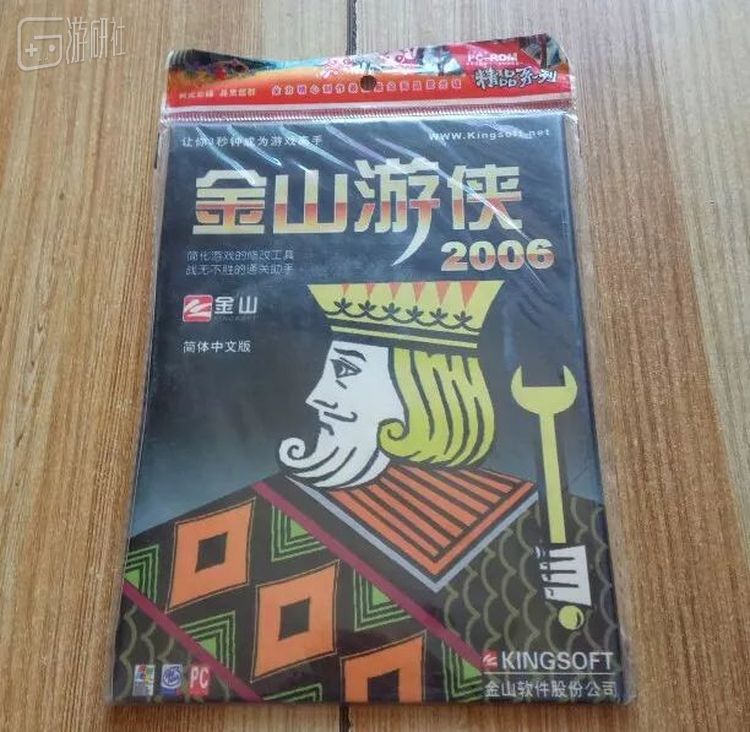 游研社
PC-ROM
精品系列
让你3秒钟成为游戏高手
WWW.Kingsoft.net
金山游侠
2006
简化游戏的修改工具
战无不胜的通关助手
金山
KINGSOFT
简体中文版
KINGSOFT
金山软件股份公司
PC